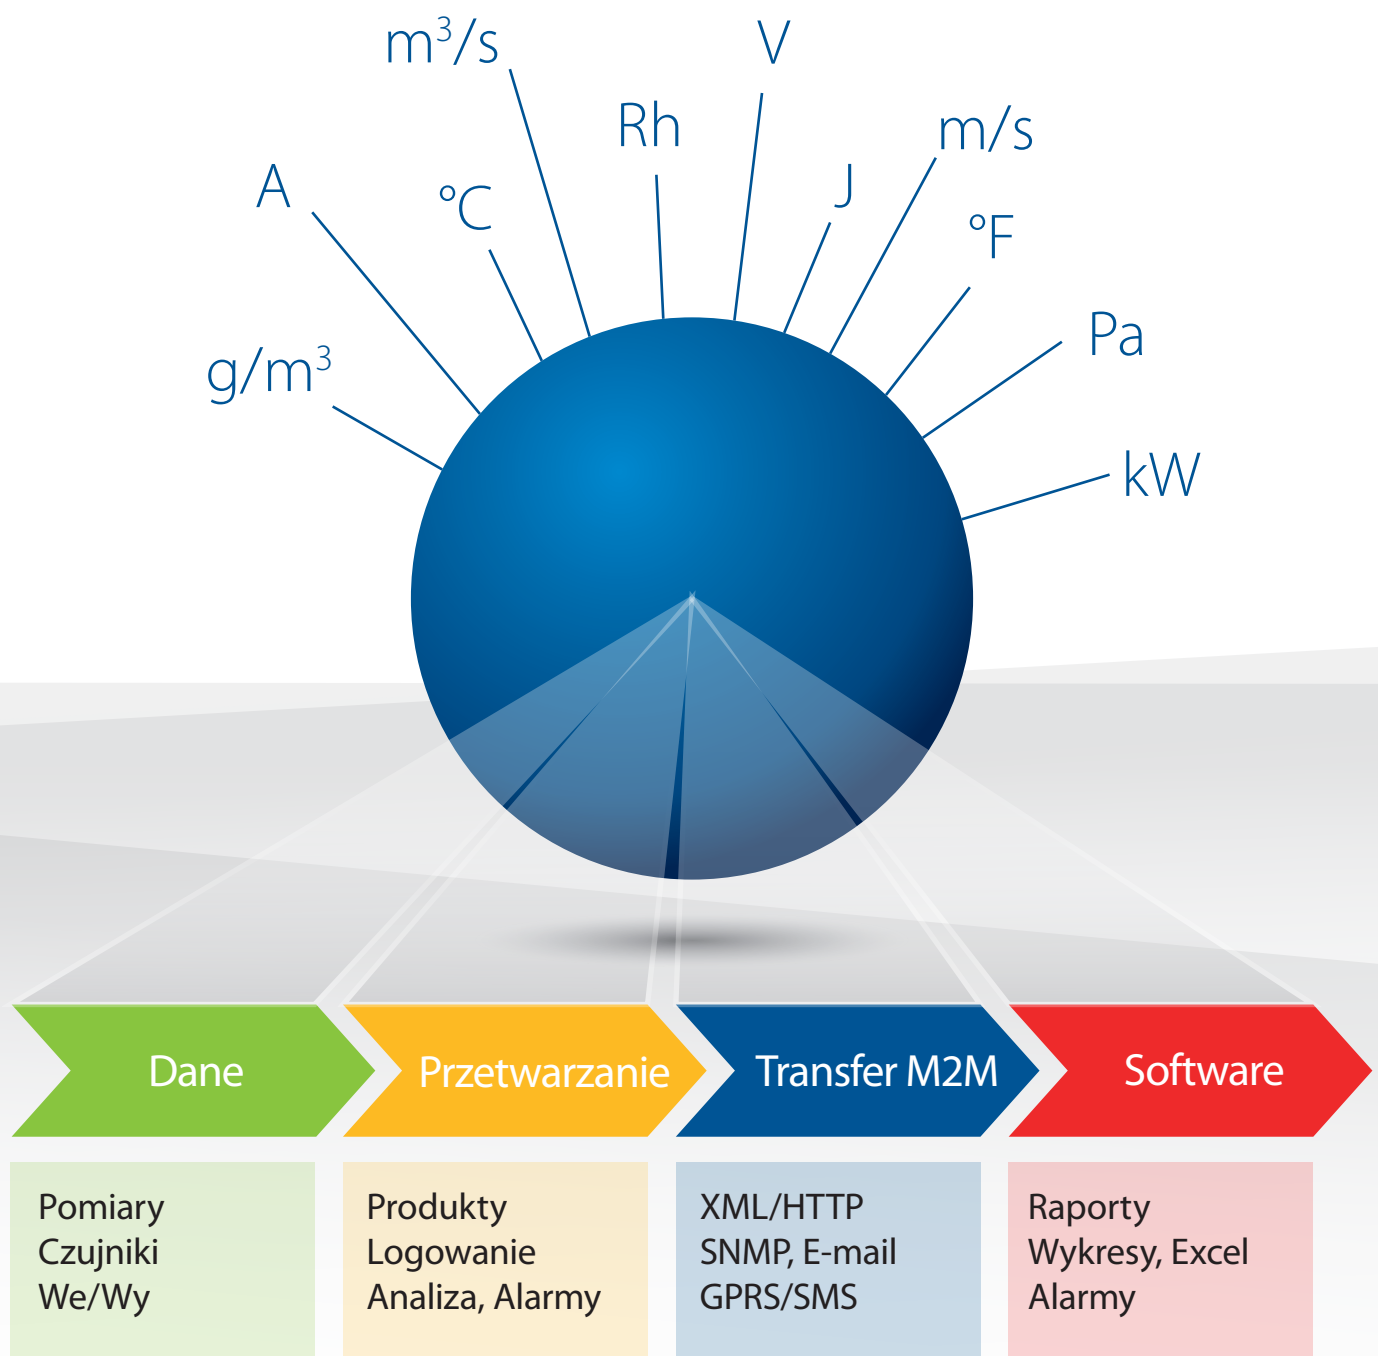 m³/s
V
Rh
m/s
A
°C
J
°F
g/m³
Pa
kW
Dane
Przetwarzanie
Transfer M2M
Software
Pomiary
Czujniki
We/Wy
Produkty
Logowanie
Analiza, Alarmy
XML/HTTP
SNMP, E-mail
GPRS/SMS
Raporty
Wykresy, Excel
Alarmy